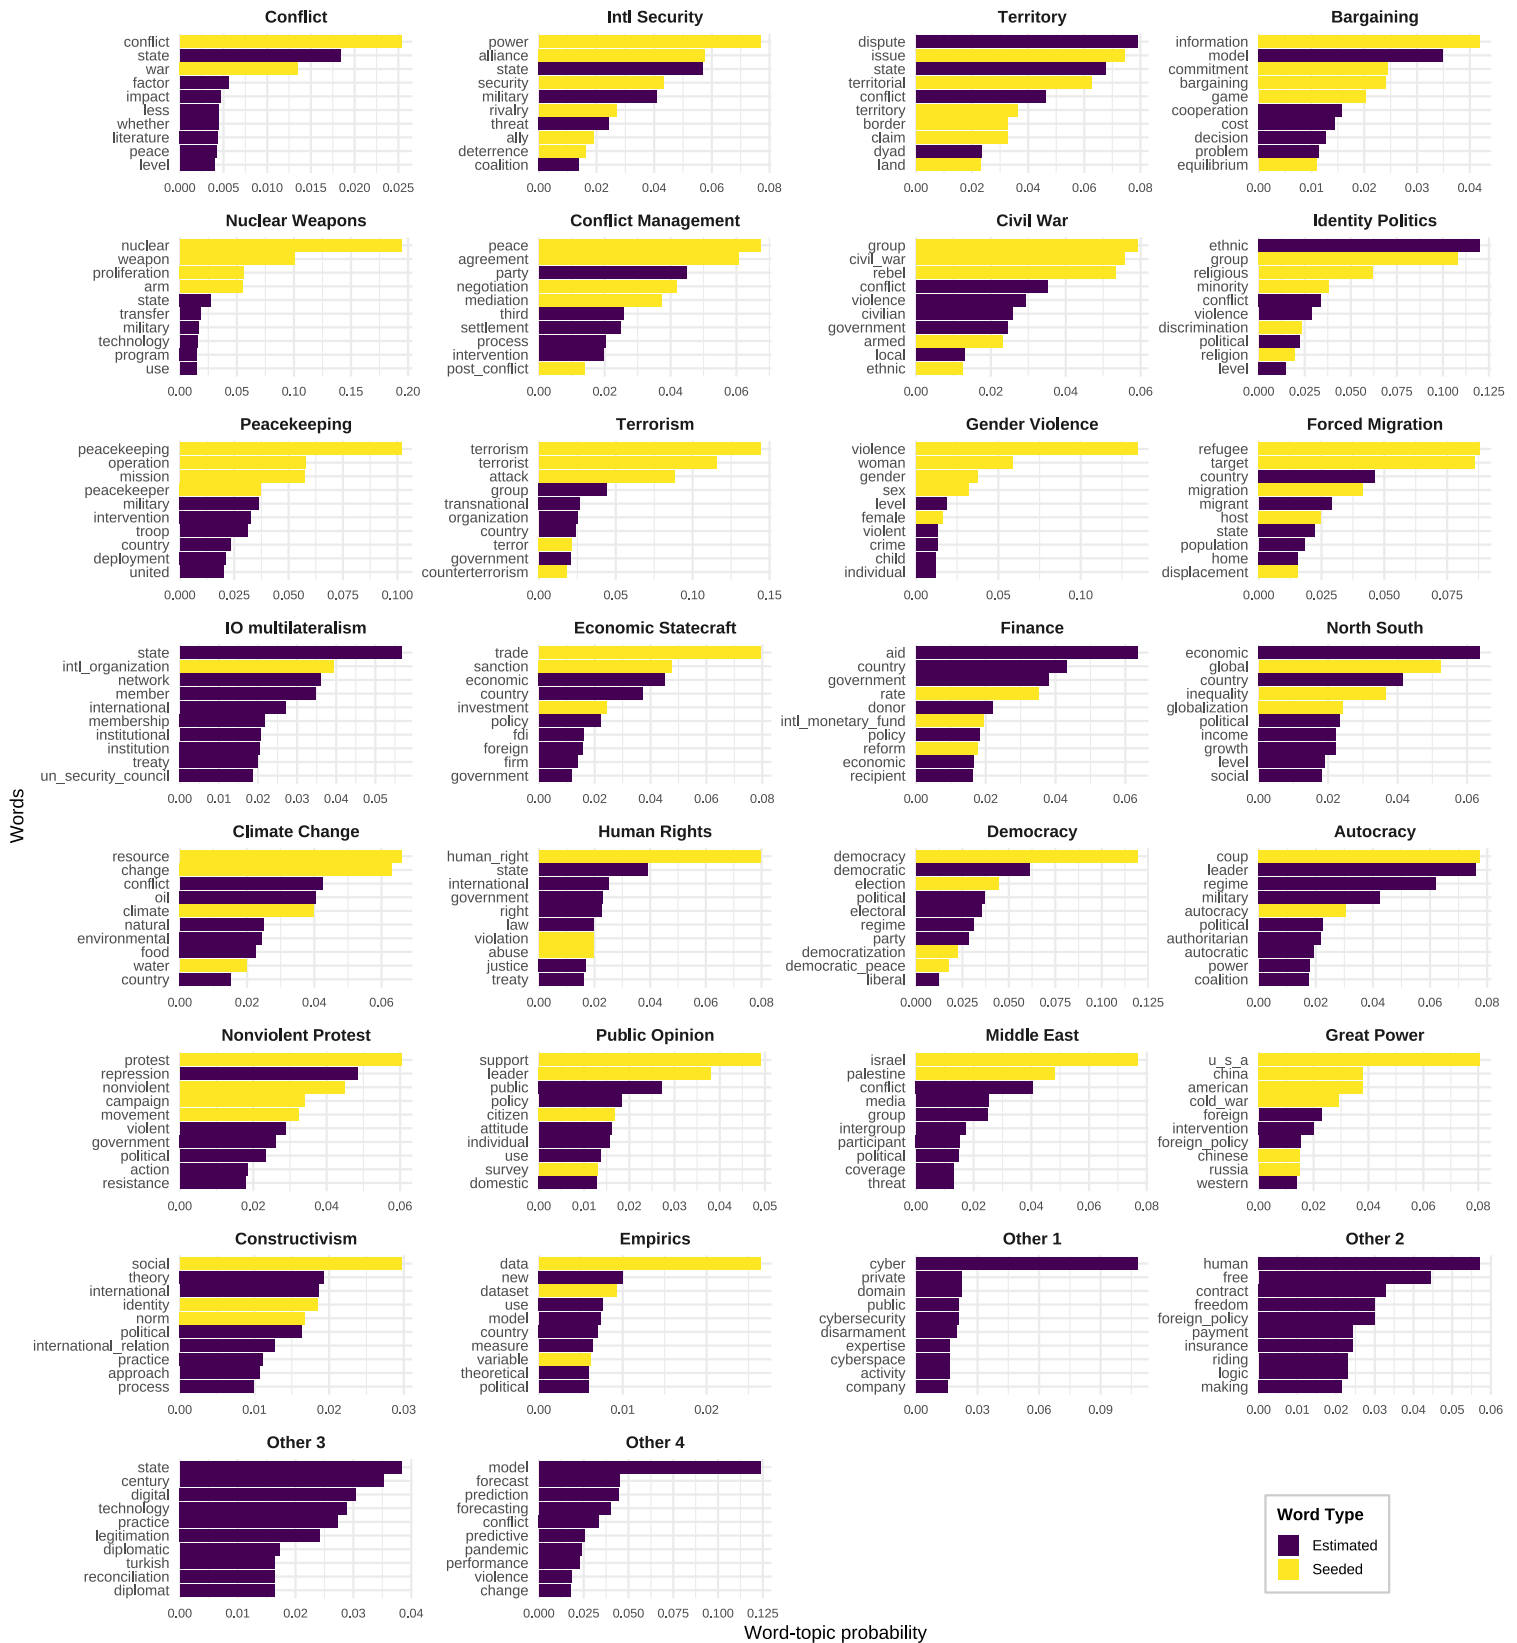 Conflict
conflict
state
war
factor
impact
less
whether
literature
peace
level
0.000 0.005 0.010 0.015 0.020 0.025
Intl Security
power
alliance
state
security
military
rivalry
threat
ally
deterrence
coalition
0.00 0.02 0.04 0.06 0.08
Territory
dispute
issue
state
territorial
conflict
territory
border
claim
dyad
land
0.00 0.02 0.04 0.06 0.08
Bargaining
information
model
commitment
bargaining
game
cooperation
cost
decision
problem
equilibrium
0.00 0.01 0.02 0.03 0.04
Nuclear Weapons
nuclear
weapon
proliferation
arm
state
transfer
military
technology
program
use
0.00 0.05 0.10 0.15 0.20
Conflict Management
peace
agreement
party
negotiation
mediation
third
settlement
process
intervention
post_conflict
0.00 0.02 0.04 0.06
Civil War
group
civil_war
rebel
conflict
violence
civilian
government
armed
local
ethnic
0.00 0.02 0.04 0.06
Identity Politics
ethnic
group
religious
minority
conflict
violence
discrimination
political
religion
level
0.000 0.025 0.050 0.075 0.100 0.125
Peacekeeping
peacekeeping
operation
mission
peacekeeper
military
intervention
troop
country
deployment
united
0.000 0.025 0.050 0.075 0.100
Terrorism
terrorism
terrorist
attack
group
transnational
organization
country
terror
government
counterterrorism
0.00 0.05 0.10 0.15
Gender Violence
violence
woman
gender
sex
level
female
violent
crime
child
individual
0.00 0.05 0.10
Forced Migration
refugee
target
country
migration
migrant
host
state
population
home
displacement
0.000 0.025 0.050 0.075
IO multilateralism
state
intl_organization
network
member
international
membership
institutional
institution
treaty
un_security_council
0.00 0.01 0.02 0.03 0.04 0.05
Economic Statecraft
trade
sanction
economic
country
investment
policy
fdi
foreign
firm
government
0.00 0.02 0.04 0.06 0.08
Finance
aid
country
government
rate
donor
intl_monetary_fund
policy
reform
economic
recipient
0.00 0.02 0.04 0.06
North South
economic
global
country
inequality
globalization
political
income
growth
level
social
0.00 0.02 0.04 0.06
Words
Climate Change
resource
change
conflict
oil
climate
natural
environmental
food
water
country
0.00 0.02 0.04 0.06
Human Rights
human_right
state
international
government
right
law
violation
abuse
justice
treaty
0.00 0.02 0.04 0.06 0.08
Democracy
democracy
democratic
election
political
electoral
regime
party
democratization
democratic_peace
liberal
0.000 0.025 0.050 0.075 0.100 0.125
Autocracy
coup
leader
regime
military
autocracy
political
authoritarian
autocratic
power
coalition
0.00 0.02 0.04 0.06 0.08
Nonviolent Protest
protest
repression
nonviolent
campaign
movement
violent
government
political
action
resistance
0.00 0.02 0.04 0.06
Public Opinion
support
leader
public
policy
citizen
attitude
individual
use
survey
domestic
0.00 0.01 0.02 0.03 0.04 0.05
Middle East
israel
palestine
conflict
media
group
intergroup
participant
political
coverage
threat
0.00 0.02 0.04 0.06 0.08
Great Power
u_s_a
china
american
cold_war
foreign
intervention
foreign_policy
chinese
russia
western
0.00 0.02 0.04 0.06 0.08
Constructivism
social
theory
international
identity
norm
political
international_relation
practice
approach
process
0.00 0.01 0.02 0.03
Empirics
data
new
dataset
use
model
country
measure
variable
theoretical
political
0.00 0.01 0.02
Other 1
cyber
private
domain
public
cybersecurity
disarmament
expertise
cyberspace
activity
company
0.00 0.03 0.06 0.09
Other 2
human
free
contract
freedom
foreign_policy
payment
insurance
riding
logic
making
0.00 0.01 0.02 0.03 0.04 0.05 0.06
Other 3
state
century
digital
technology
practice
legitimation
diplomatic
turkish
reconciliation
diplomat
0.00 0.01 0.02 0.03 0.04
Other 4
model
forecast
prediction
forecasting
conflict
predictive
pandemic
performance
violence
change
0.000 0.025 0.050 0.075 0.100 0.125
Word Type
Estimated
Seeded
Word-topic probability